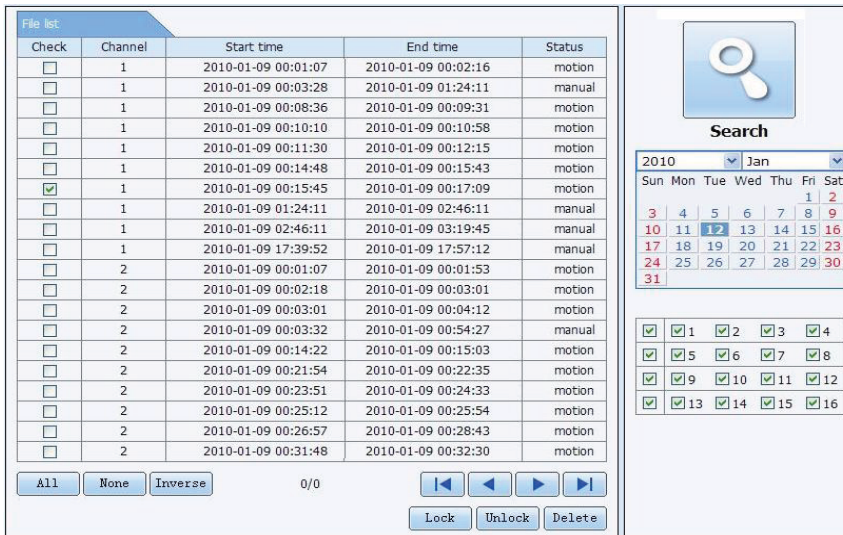 File list
Check Channel Start time End time Status
1 2010-01-09 00:01:07 2010-01-09 00:02:16 motion
1 2010-01-09 00:03:28 2010-01-09 01:24:11 manual
1 2010-01-09 00:08:36 2010-01-09 00:09:31 motion
1 2010-01-09 00:10:10 2010-01-09 00:10:58 motion
1 2010-01-09 00:11:30 2010-01-09 00:12:15 motion
1 2010-01-09 00:14:48 2010-01-09 00:15:43 motion
1 2010-01-09 00:15:45 2010-01-09 00:17:09 motion
1 2010-01-09 01:24:11 2010-01-09 02:46:11 manual
1 2010-01-09 02:46:11 2010-01-09 03:19:45 manual
1 2010-01-09 17:39:52 2010-01-09 17:57:12 manual
2 2010-01-09 00:01:07 2010-01-09 00:01:53 motion
2 2010-01-09 00:02:18 2010-01-09 00:03:01 motion
2 2010-01-09 00:03:01 2010-01-09 00:04:12 motion
2 2010-01-09 00:03:32 2010-01-09 00:54:27 manual
2 2010-01-09 00:14:22 2010-01-09 00:15:03 motion
2 2010-01-09 00:21:54 2010-01-09 00:22:35 motion
2 2010-01-09 00:23:51 2010-01-09 00:24:33 motion
2 2010-01-09 00:25:12 2010-01-09 00:25:54 motion
2 2010-01-09 00:26:57 2010-01-09 00:28:43 motion
2 2010-01-09 00:31:48 2010-01-09 00:32:30 motion
All None Inverse 0/0
Lock Unlock Delete
Search
2010 Jan
Sun Mon Tue Wed Thu Fri Sat
1 2
3 4 5 6 7 8 9
10 11 12 13 14 15 16
17 18 19 20 21 22 23
24 25 26 27 28 29 30
31
1 2 3 4
5 6 7 8
9 10 11 12
13 14 15 16